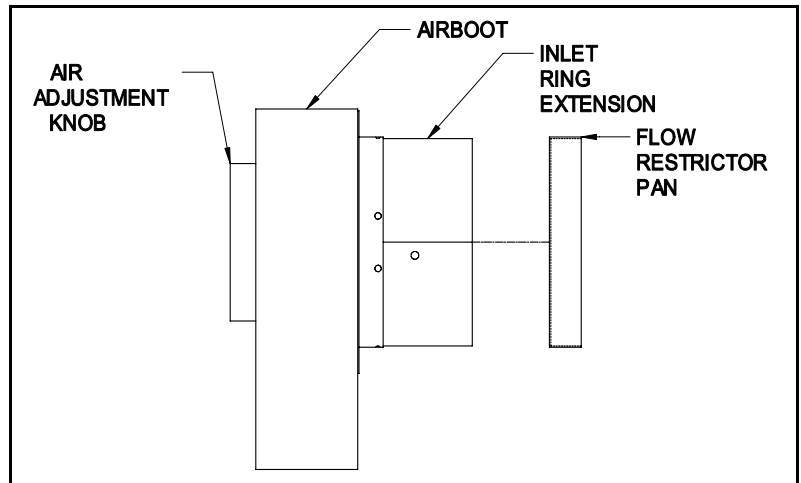 AIRBOOT
INLET
RING
EXTENSION
AIR
ADJUSTMENT
KNOB
FLOW
RESTRICTOR
PAN